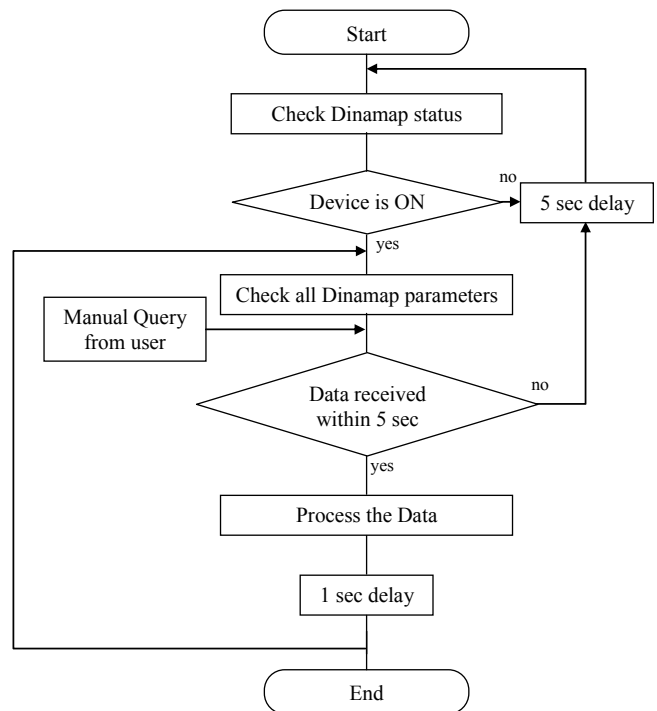 Start
Check Dinamap status
Device is ON
no
5 sec delay
yes
Check all Dinamap parameters
Manual Query
from user
Data received
within 5 sec
no
yes
Process the Data
1 sec delay
End